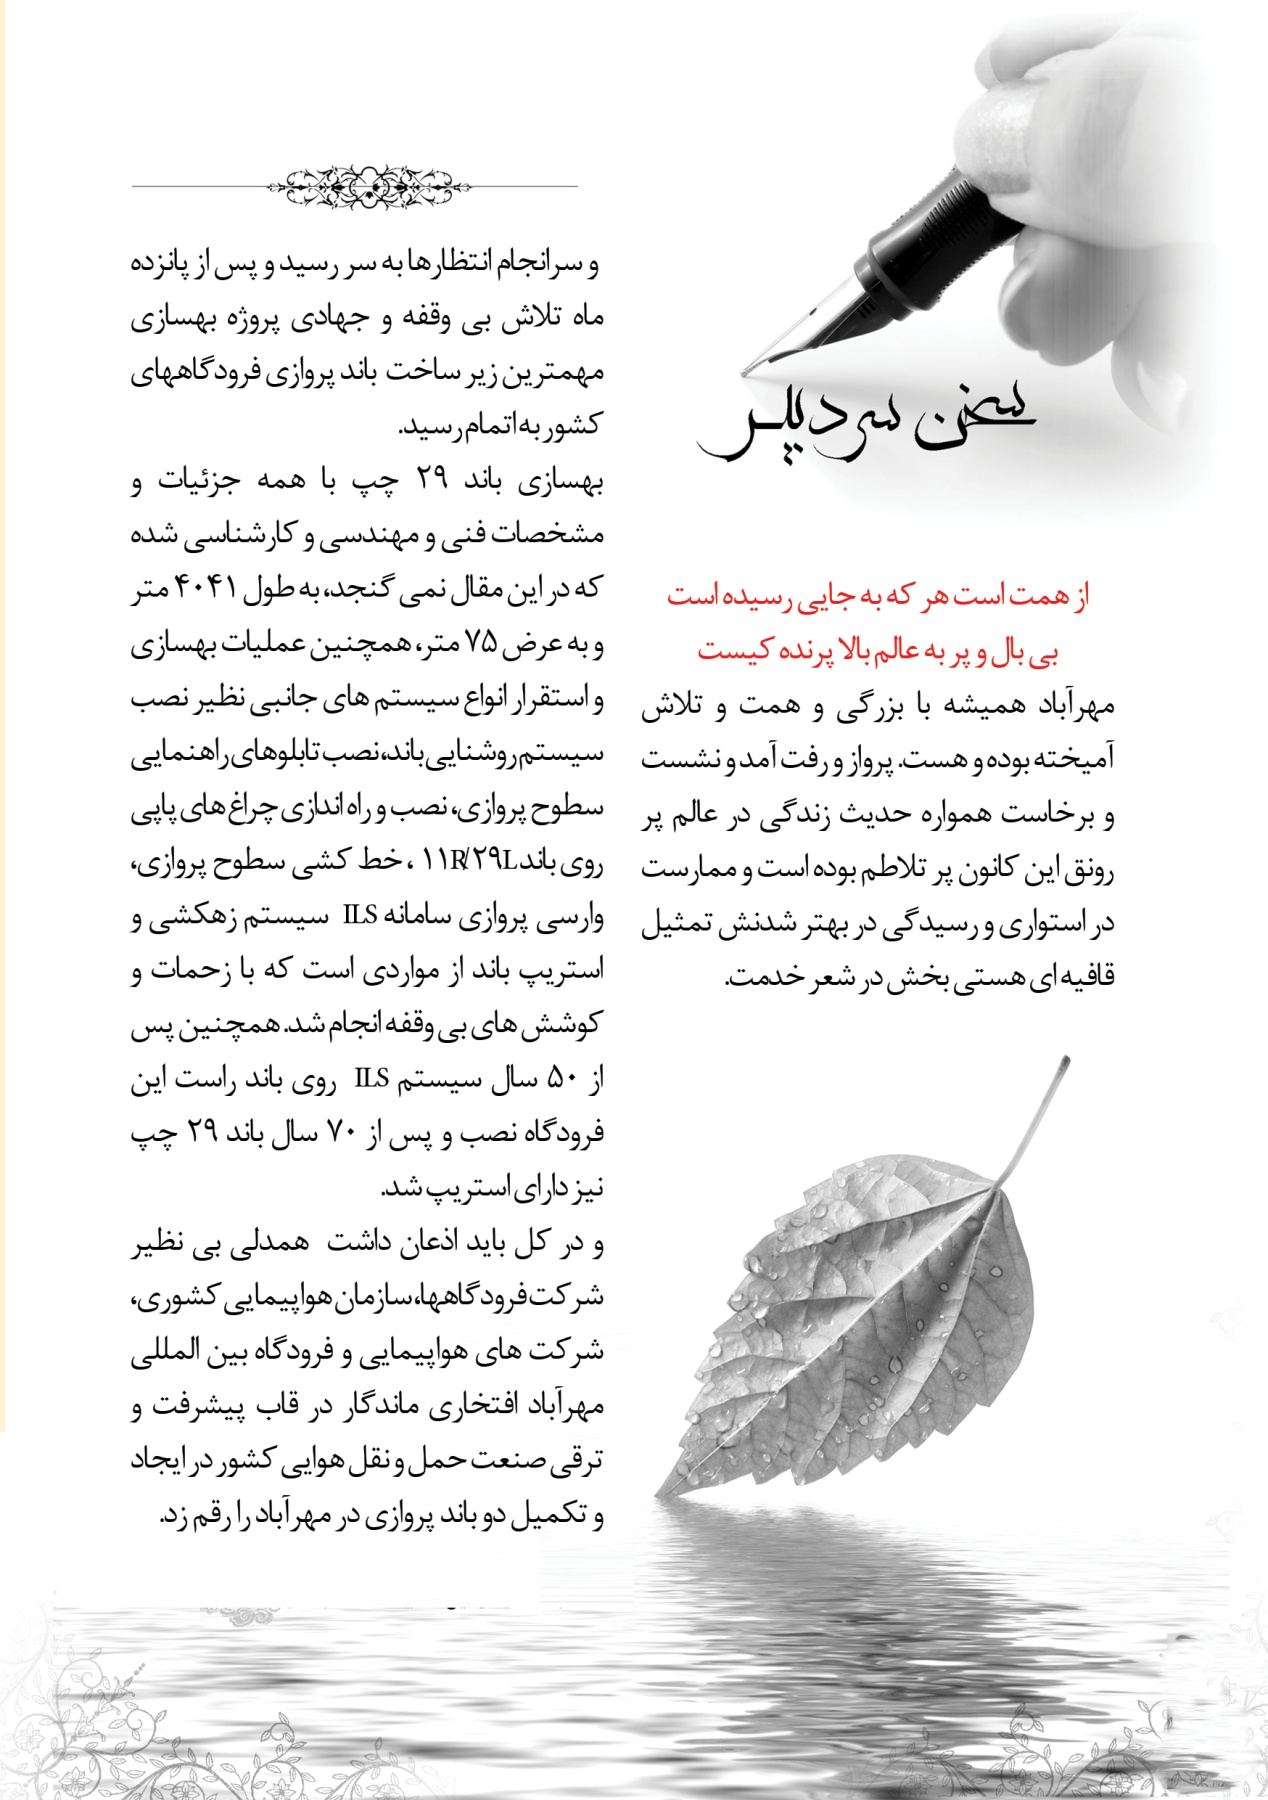 سخن سردبیر
از همت است هر که به جایی رسیده است
بی بال و پر به عالم بالا پرنده کیست
مهرآباد همیشه با بزرگی و همت و تلاش
آمیخته بوده و هست. پرواز و رفت آمد و نشست
و برخاست همواره حدیث زندگی در عالم پر
رونق این کانون پر تلاطم بوده است و ممارست
در استواری و رسیدگی در بهتر شدنش تمثیل
قافیه ای هستی بخش در شعر خدمت.
و سرانجام انتظارها به سر رسید و پس از پانزده
ماه تلاش بی وقفه و جهادی پروژه بهسازی
مهمترین زیر ساخت باند پروازی فرودگاههای
کشور به اتمام رسید.
بهسازی باند ۲۹ چپ با همه جزئیات و
مشخصات فنی و مهندسی و کارشناسی شده
که در این مقال نمی گنجد، به طول ۴۰۴۱ متر
و به عرض ۷۵ متر، همچنین عملیات بهسازی
و استقرار انواع سیستم های جانبی نظیر نصب
سیستم روشنایی باند، نصب تابلوهای راهنمایی
سطوح پروازی، نصب و راه اندازی چراغ های پاپی
روی باند ۱۱R/۲۹L ، خط کشی سطوح پروازی،
وارسی پروازی سامانه ILS سیستم زهکشی و
استریپ باند از مواردی است که با زحمات و
کوشش های بی وقفه انجام شد. همچنین پس
از ۵۰ سال سیستم ILS روی باند راست این
فرودگاه نصب و پس از ۷۰ سال باند ۲۹ چپ
نیز دارای استریپ شد.
و در کل باید اذعان داشت همدلی بی نظیر
شرکت فرودگاهها، سازمان هواپیمایی کشوری،
شرکت های هواپیمایی و فرودگاه بین المللی
مهرآباد افتخاری ماندگار در قاب پیشرفت و
ترقی صنعت حمل و نقل هوایی کشور در ایجاد
و تکمیل دو باند پروازی در مهرآباد را رقم زد.